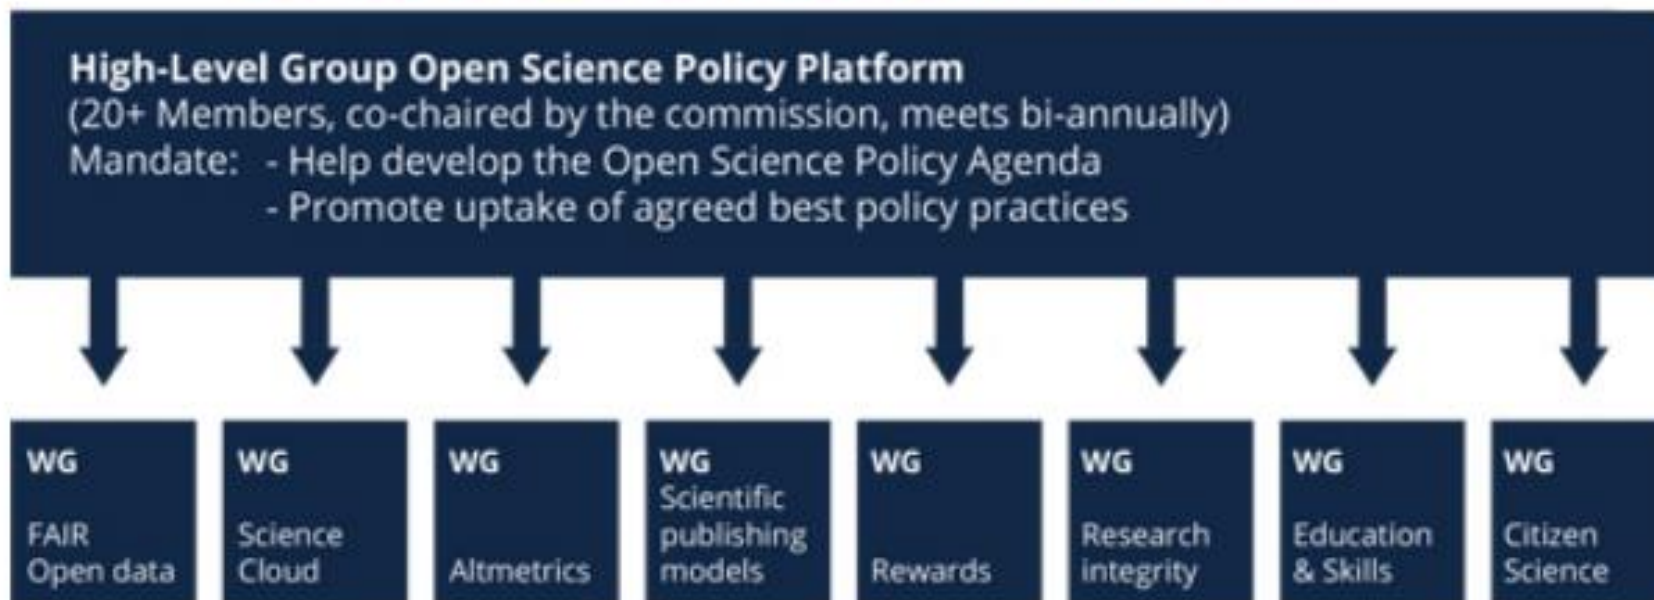 High-Level Group Open Science Policy Platform
(20+ Members, co-chaired by the commission, meets bi-annually)
Mandate: - Help develop the Open Science Policy Agenda
- Promote uptake of agreed best policy practices
WG
FAIR
Open data
WG
Science
Cloud
WG
Altmetrics
WG
Scientific
publishing
models
WG
Rewards
WG
Research
integrity
WG
Education
& Skills
WG
Citizen
Science